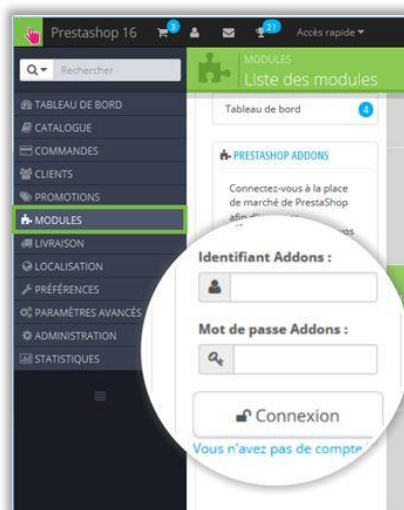 Prestashop 16
3
21
Accès rapide
Rechercher
MODULES
Liste des modules
TABLEAU DE BORD
CATALOGUE
COMMANDES
CLIENTS
PROMOTIONS
MODULES
LIVRAISON
LOCALISATION
PRÉFÉRENCES
PARAMÈTRES AVANCÉS
ADMINISTRATION
STATISTIQUES
Tableau de bord
4
PRESTASHOP ADDONS
Connectez-vous à la place
de marché de PrestaShop
Identifiant Addons :
Mot de passe Addons :
Connexion
Vous n'avez pas de compte